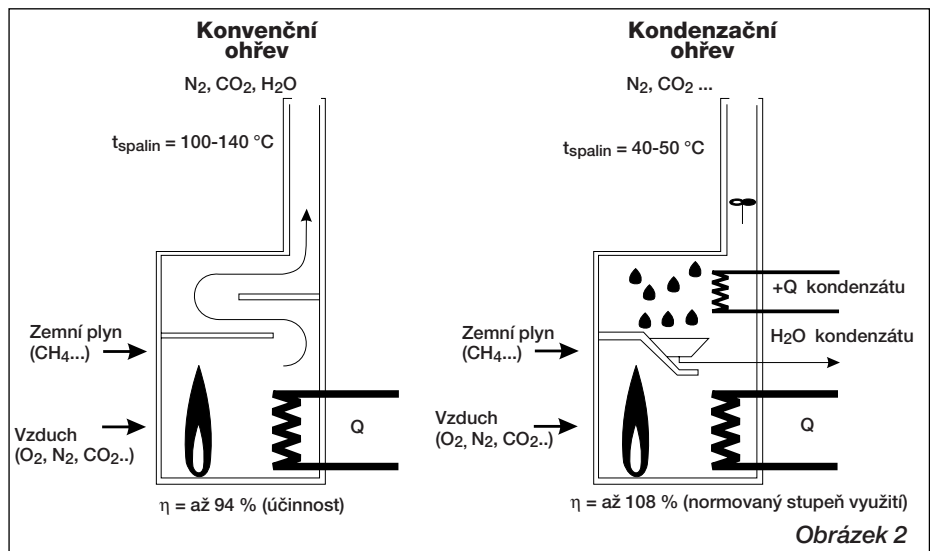 Konvenční
ohřev
N₂, CO₂, H₂O
tspalin = 100-140 °C
Zemní plyn
(CH₄...)
Vzduch
(O₂, N₂, CO₂..)
Q
η = až 94 % (účinnost)
Kondenzační
ohřev
N₂, CO₂ ...
tspalin = 40-50 °C
+Q kondenzátu
H₂O kondenzátu
Zemní plyn
(CH₄...)
Vzduch
(O₂, N₂, CO₂..)
Q
η = až 108 % (normovaný stupeň využití)
Obrázek 2